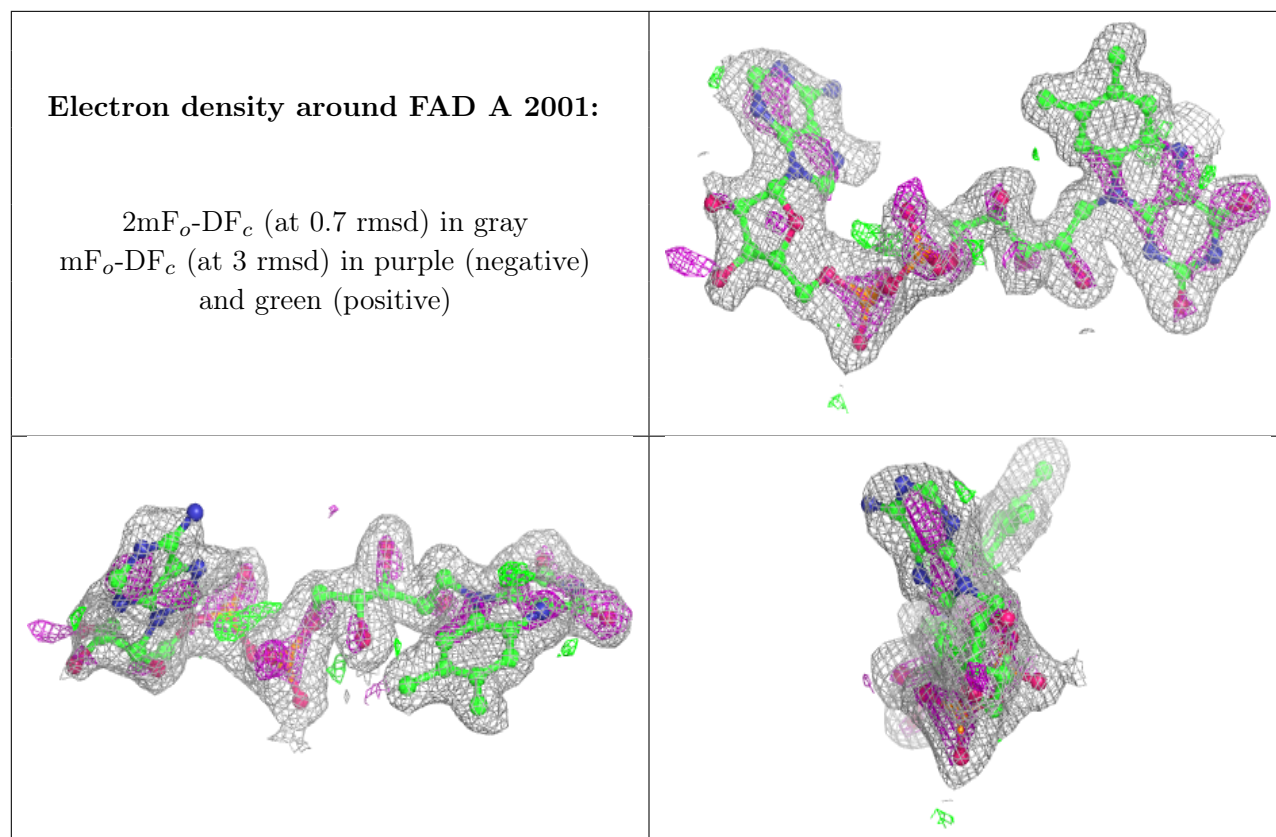 Electron density around FAD A 2001:
2mFo-DFc (at 0.7 rmsd) in gray
mFo-DFc (at 3 rmsd) in purple (negative)
and green (positive)